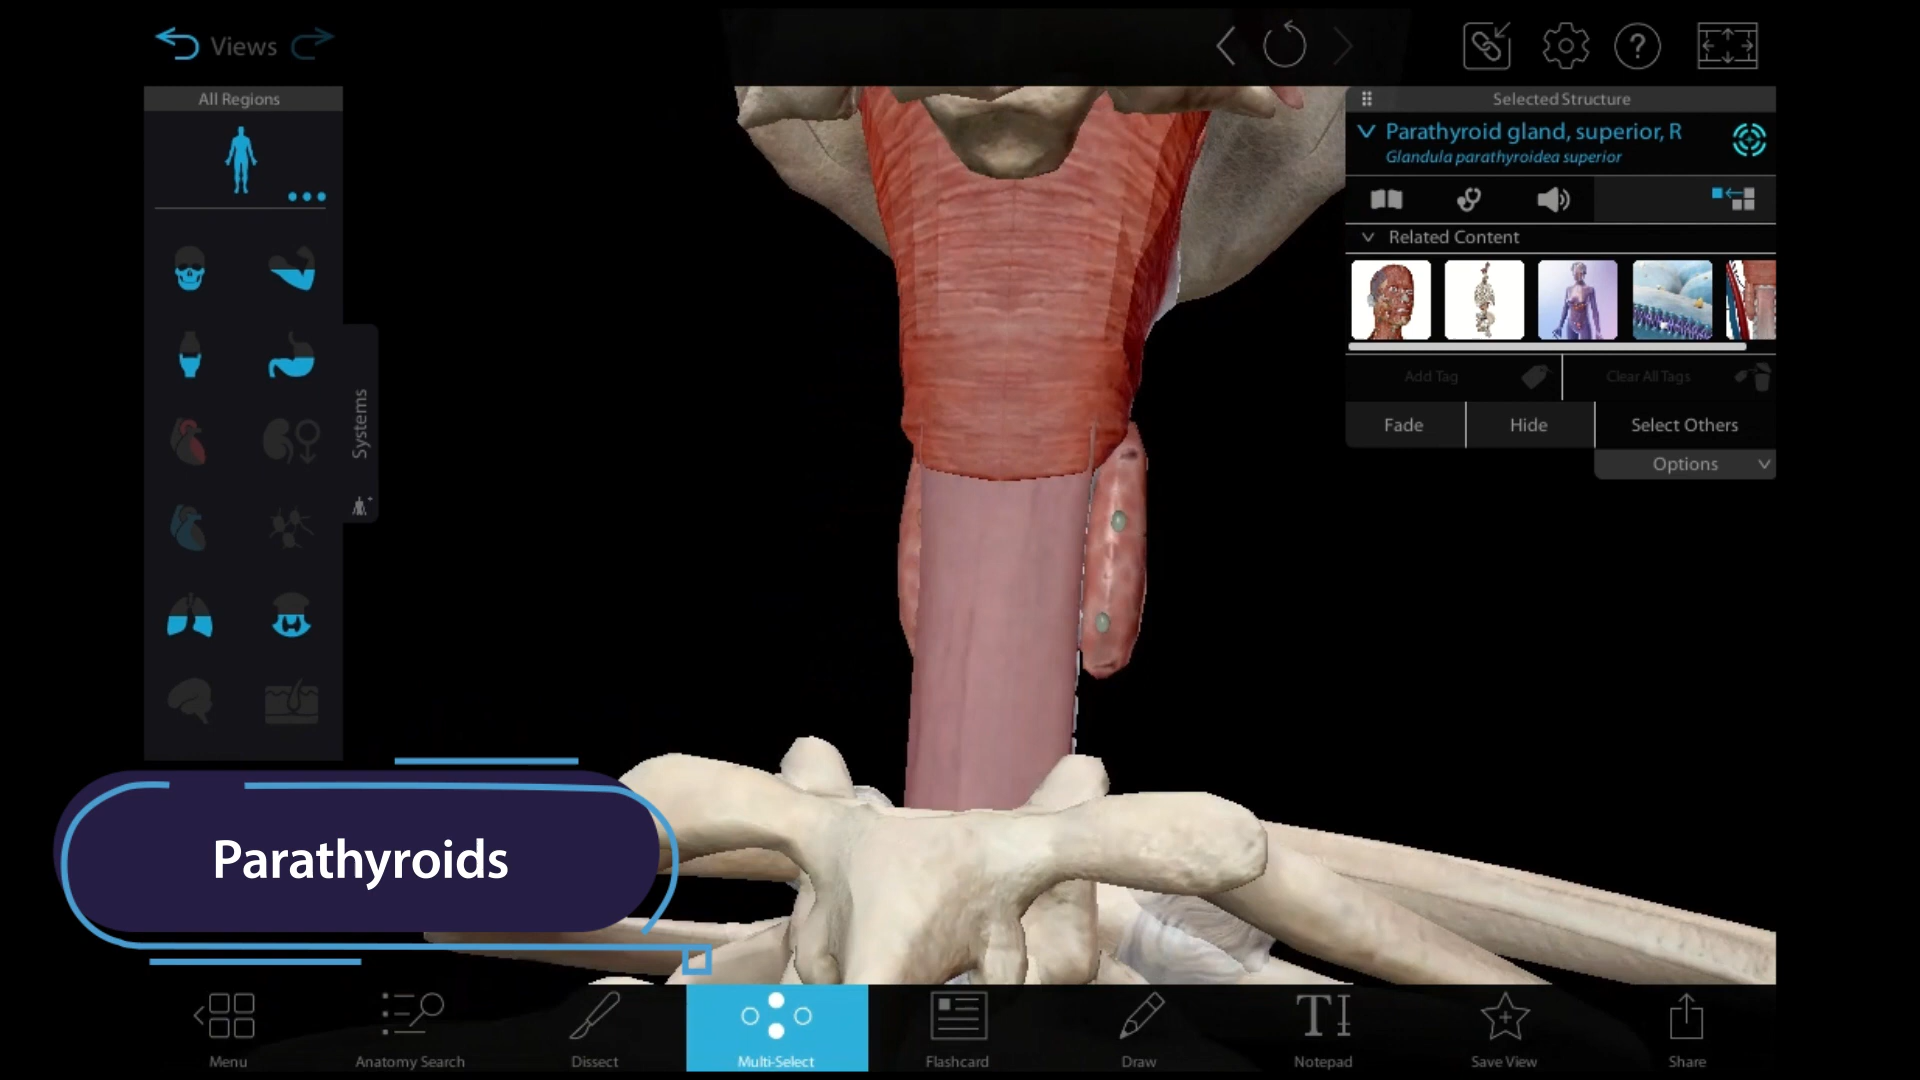 Views
All Regions
Systems
Selected Structure
Parathyroid gland, superior, R
Glandula parathyroidea superior
Related Content
Add Tag
Clear All Tags
Fade
Hide
Select Others
Options
Parathyroids
Menu
Anatomy Search
Dissect
Multi-Select
Flashcard
Draw
Notepad
Save View
Share